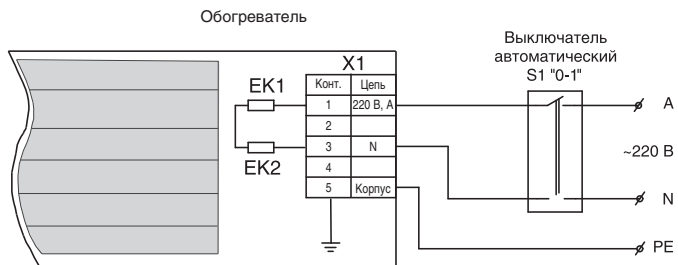 Обогреватель
Выключатель
автоматический
S1 "0-1"
X1
EK1
EK2
Конт. Цепь
1 220 В, А
2
3 N
4
5 Корпус
A
~220 В
N
PE